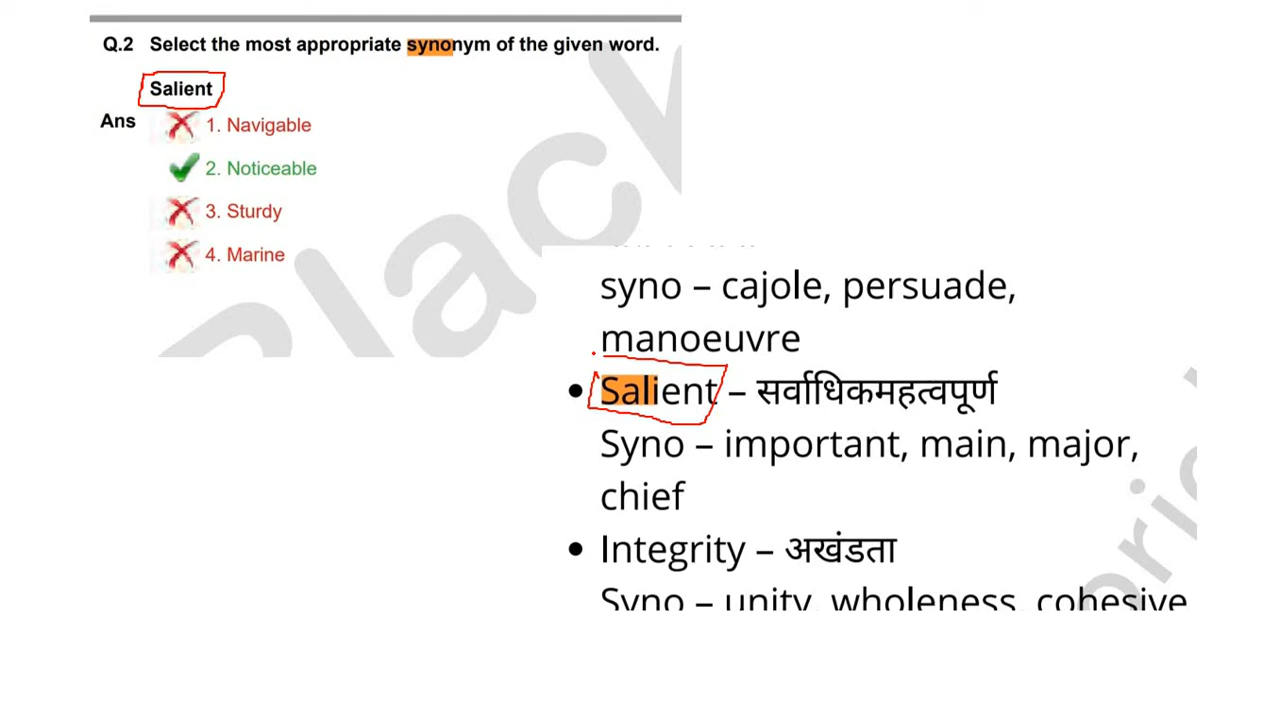 Q.2 Select the most appropriate synonym of the given word.
Salient
Ans 1. Navigable
2. Noticeable
3. Sturdy
4. Marine
syno – cajole, persuade,
manoeuvre
• Salient – सर्वाधिकमहत्वपूर्ण
Syno – important, main, major,
chief
• Integrity – अखंडता
Syno – unity, wholeness, cohesive